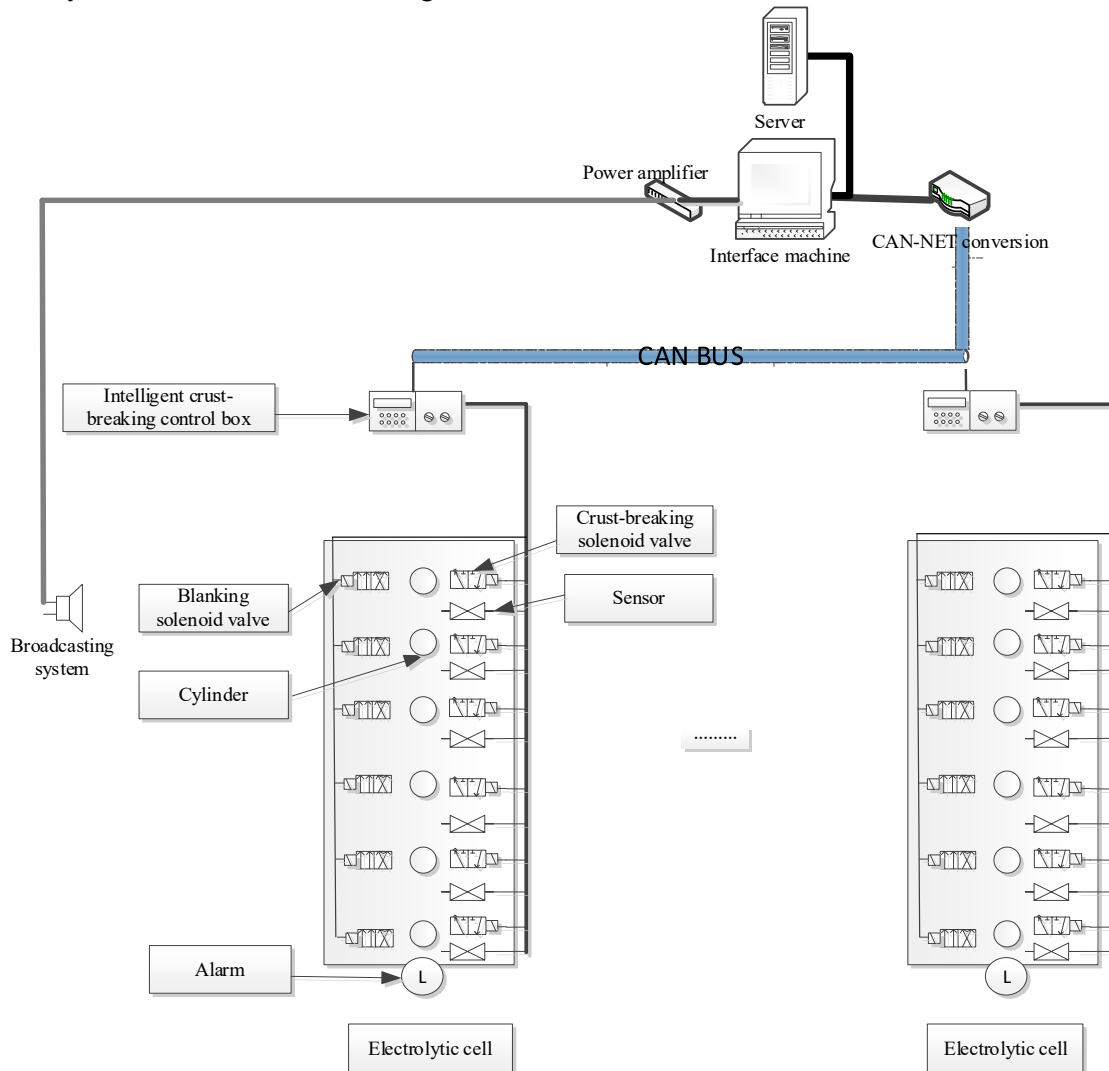 Server
Power amplifier
CAN-NET conversion
Interface machine
CAN BUS
Intelligent crust-
breaking control box
Crust-breaking
solenoid valve
Blanking
solenoid valve
Sensor
Broadcasting
system
Cylinder
.........
Alarm
L
L
Electrolytic cell
Electrolytic cell